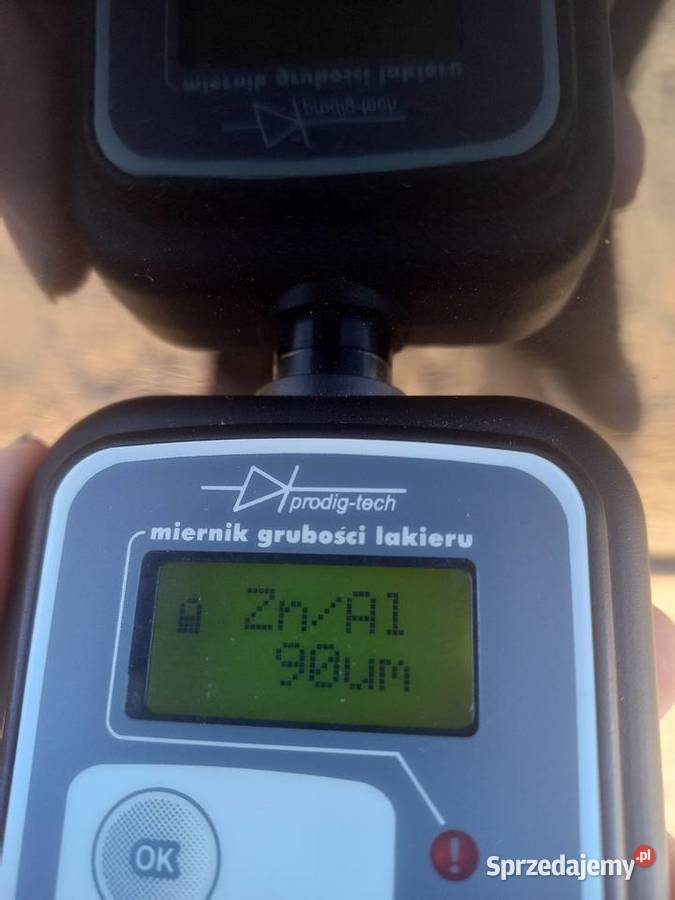 miernik grubości lakieru
prodig-tech
prodig-tech
miernik grubości lakieru
Zn/Al
90um
OK
!
Sprzedajemy.pl